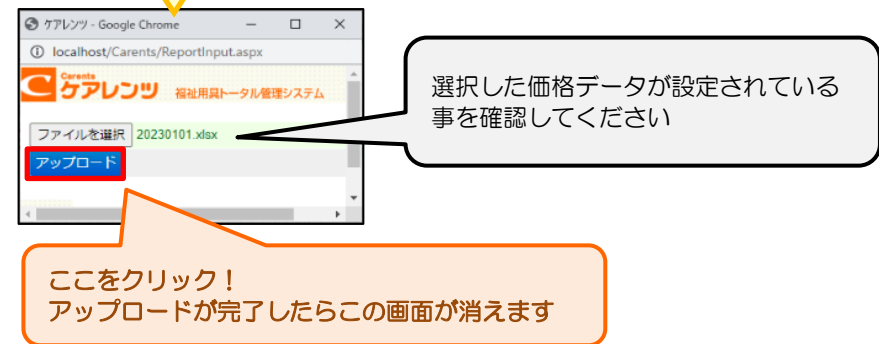 ケアレンツ - Google Chrome
localhost/Carents/ReportInput.aspx
Carents
ケアレンツ 福祉用具トータル管理システム
ファイルを選択 20230101.xlsx
アップロード
選択した価格データが設定されている
事を確認してください
ここをクリック！
アップロードが完了したらこの画面が消えます